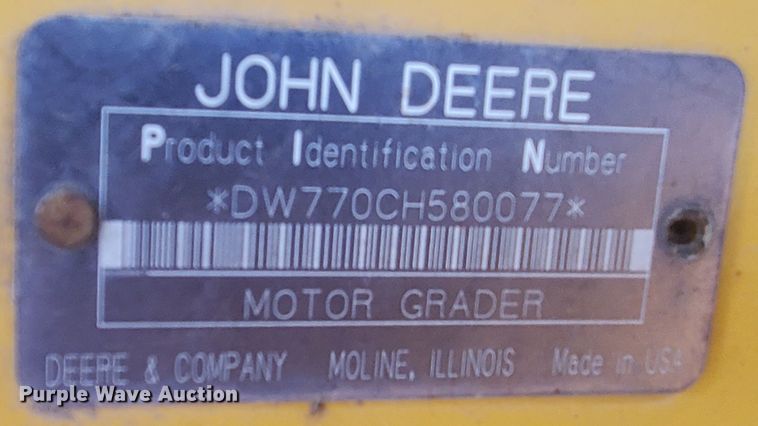 JOHN DEERE
Product Identification Number
*DW770CH580077*
MOTOR GRADER
DEERE & COMPANY MOLINE, ILLINOIS Made in USA
Purple Wave Auction